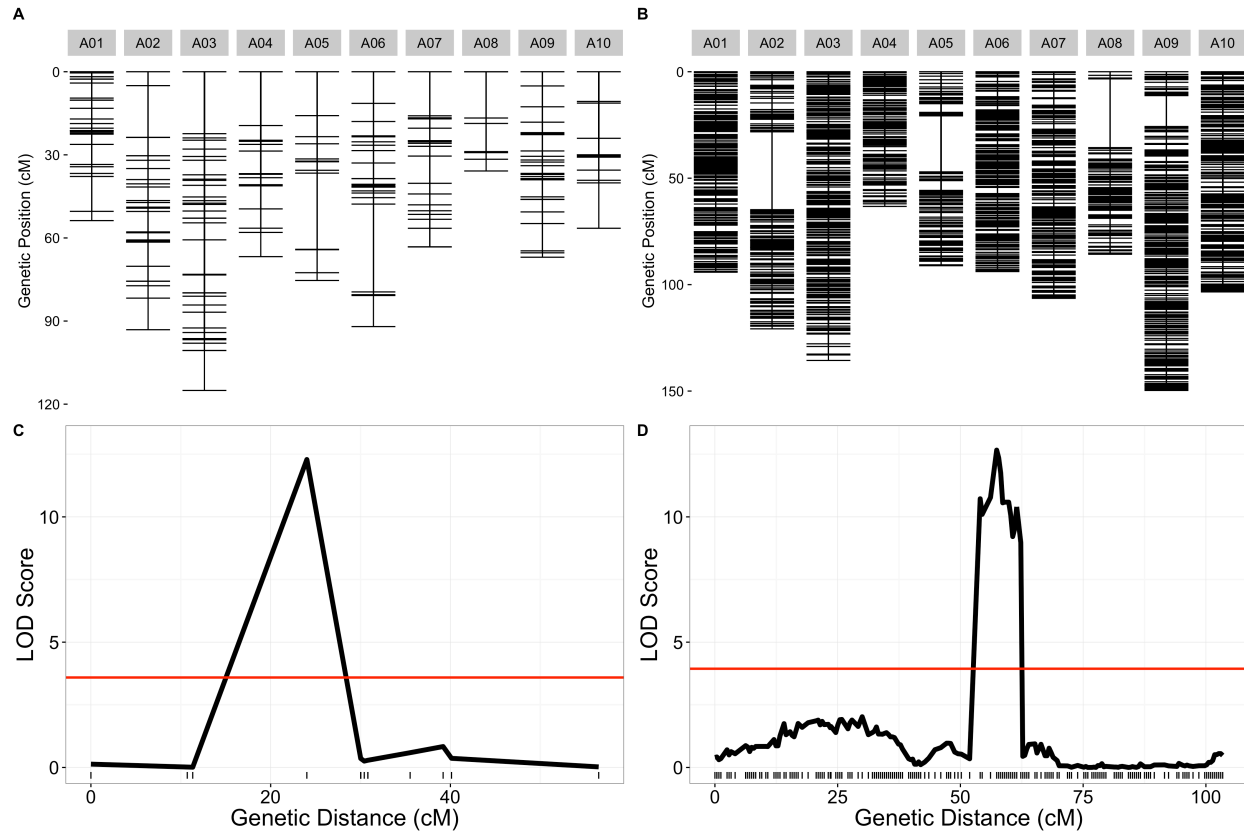 A
A01 A02 A03 A04 A05 A06 A07 A08 A09 A10
0
30
60
90
120
Genetic Position (cM)
B
A01 A02 A03 A04 A05 A06 A07 A08 A09 A10
0
50
100
150
Genetic Position (cM)
C
10
5
0
LOD Score
0 20 40
Genetic Distance (cM)
D
10
5
0
LOD Score
0 25 50 75 100
Genetic Distance (cM)